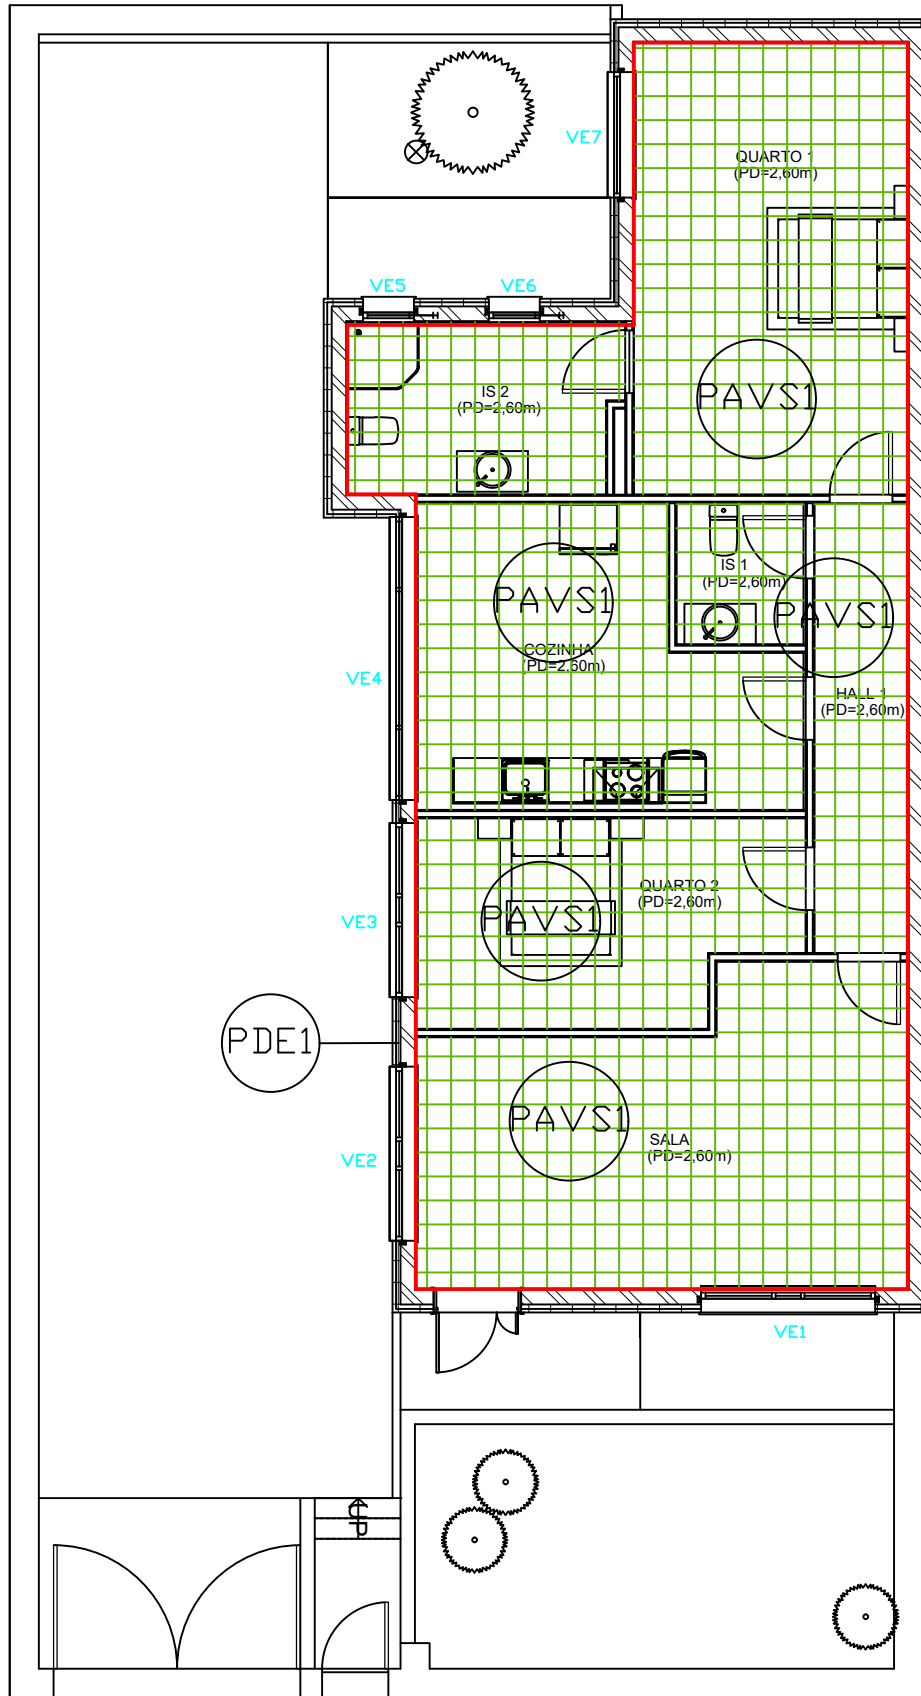 VE7
QUARTO 1
(PD=2,60m)
VE5
VE6
IS 2
(PD=2,60m)
PAVS1
PAVS1
IS 1
(PD=2,60m)
PAVS1
COZINHA
(PD=2,60m)
VE4
HALL 1
(PD=2,60m)
QUARTO 2
(PD=2,60m)
PAVS1
VE3
PDE1
PAVS1
SALA
(PD=2,60m)
VE2
VE1
UP